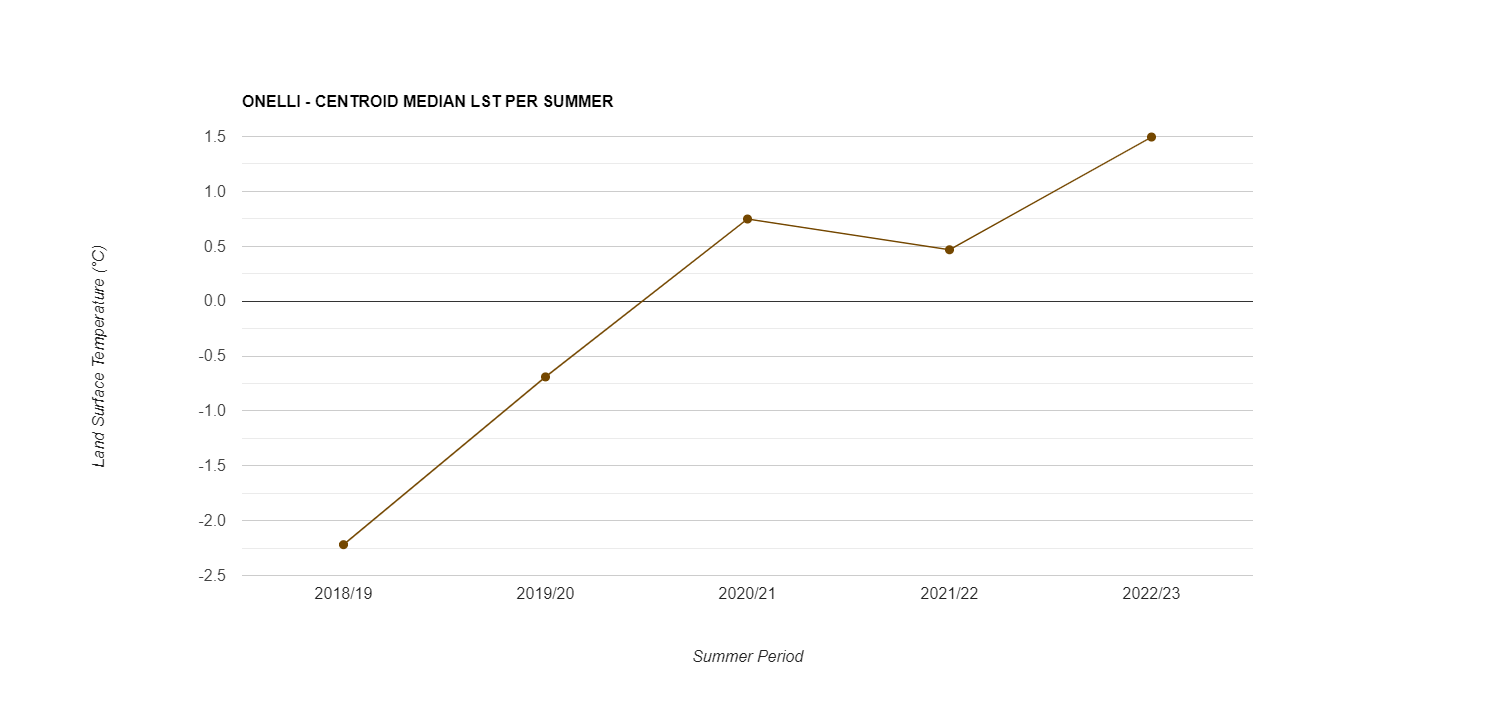 ONELLI - CENTROID MEDIAN LST PER SUMMER
Land Surface Temperature (°C)
1.5
1.0
0.5
0.0
-0.5
-1.0
-1.5
-2.0
-2.5
2018/19 2019/20 2020/21 2021/22 2022/23
Summer Period